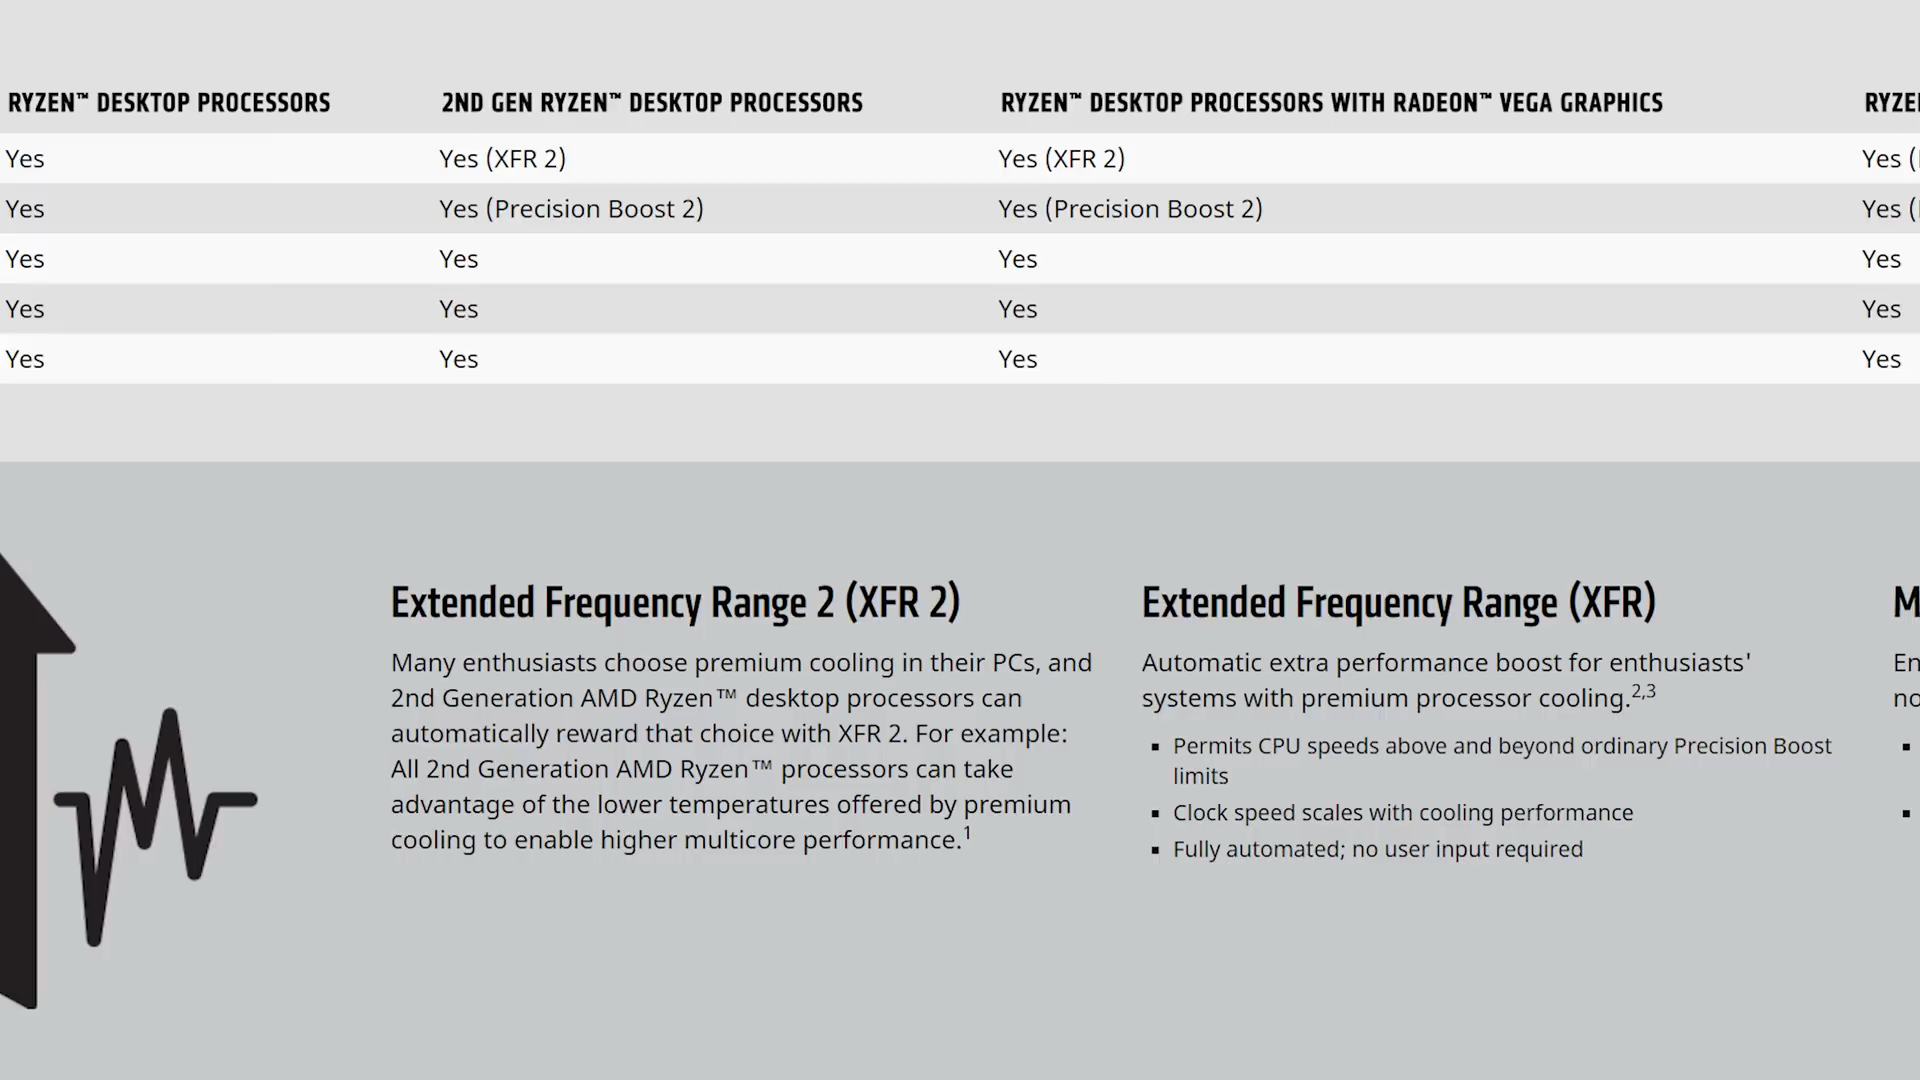 RYZEN™ DESKTOP PROCESSORS 2ND GEN RYZEN™ DESKTOP PROCESSORS RYZEN™ DESKTOP PROCESSORS WITH RADEON™ VEGA GRAPHICS
Yes Yes (XFR 2) Yes (XFR 2) Yes
Yes Yes (Precision Boost 2) Yes (Precision Boost 2) Yes
Yes Yes Yes Yes
Yes Yes Yes Yes
Yes Yes Yes Yes
Extended Frequency Range 2 (XFR 2)
Many enthusiasts choose premium cooling in their PCs, and
2nd Generation AMD Ryzen™ desktop processors can
automatically reward that choice with XFR 2. For example:
All 2nd Generation AMD Ryzen™ processors can take
advantage of the lower temperatures offered by premium
cooling to enable higher multicore performance.1
Extended Frequency Range (XFR)
Automatic extra performance boost for enthusiasts'
systems with premium processor cooling.2,3
▪ Permits CPU speeds above and beyond ordinary Precision Boost
limits
▪ Clock speed scales with cooling performance
▪ Fully automated; no user input required